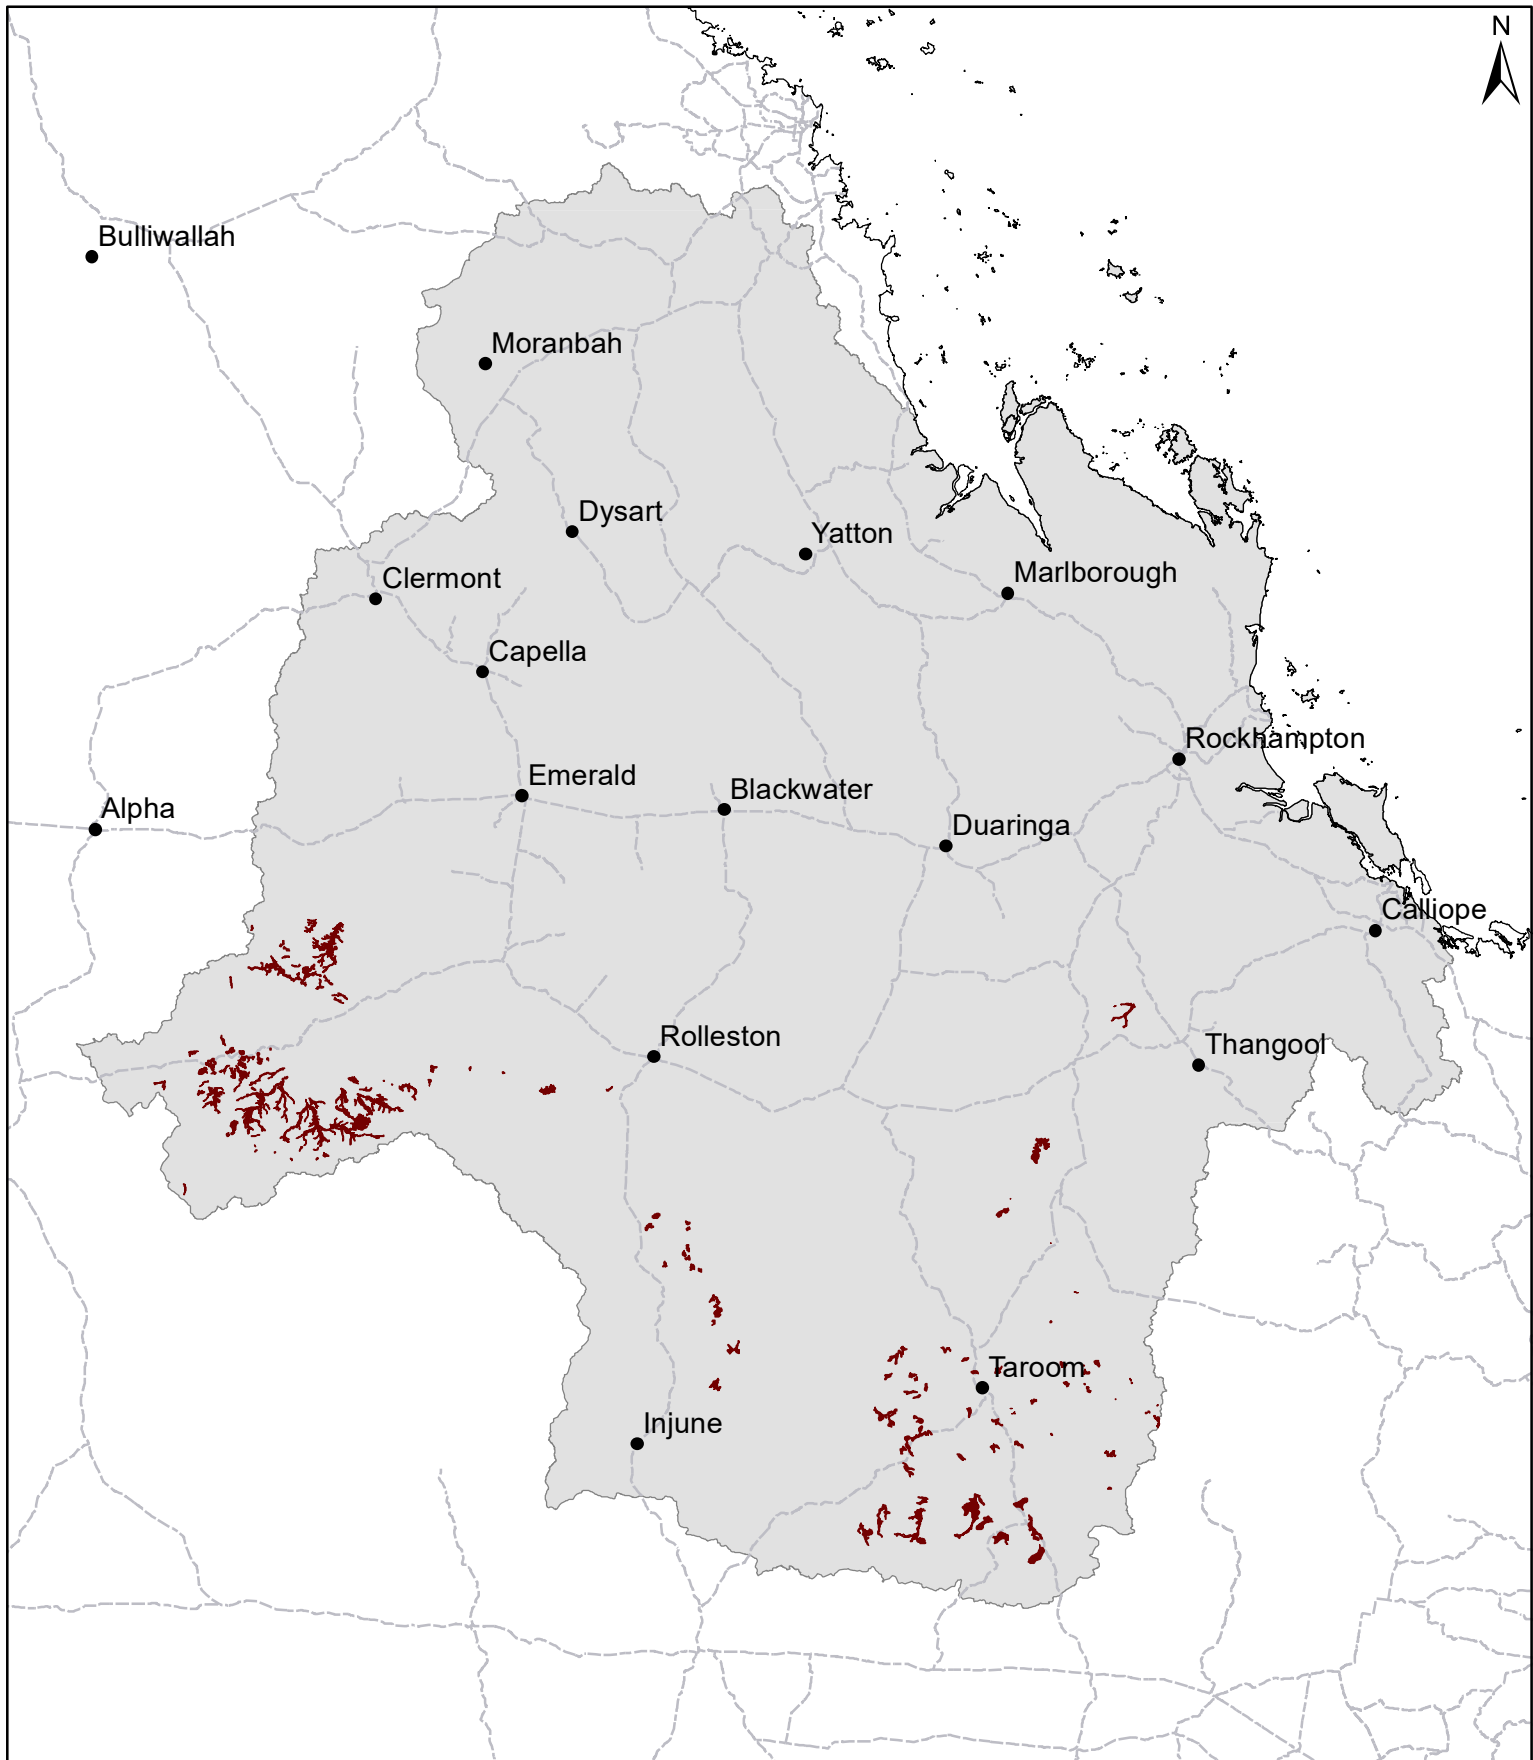 N
Bulliwallah
Moranbah
Dysart
Yatton
Clermont
Marlborough
Capella
Rockhampton
Emerald
Blackwater
Alpha
Duaringa
Calliope
Rolleston
Thangool
Taroom
Injune